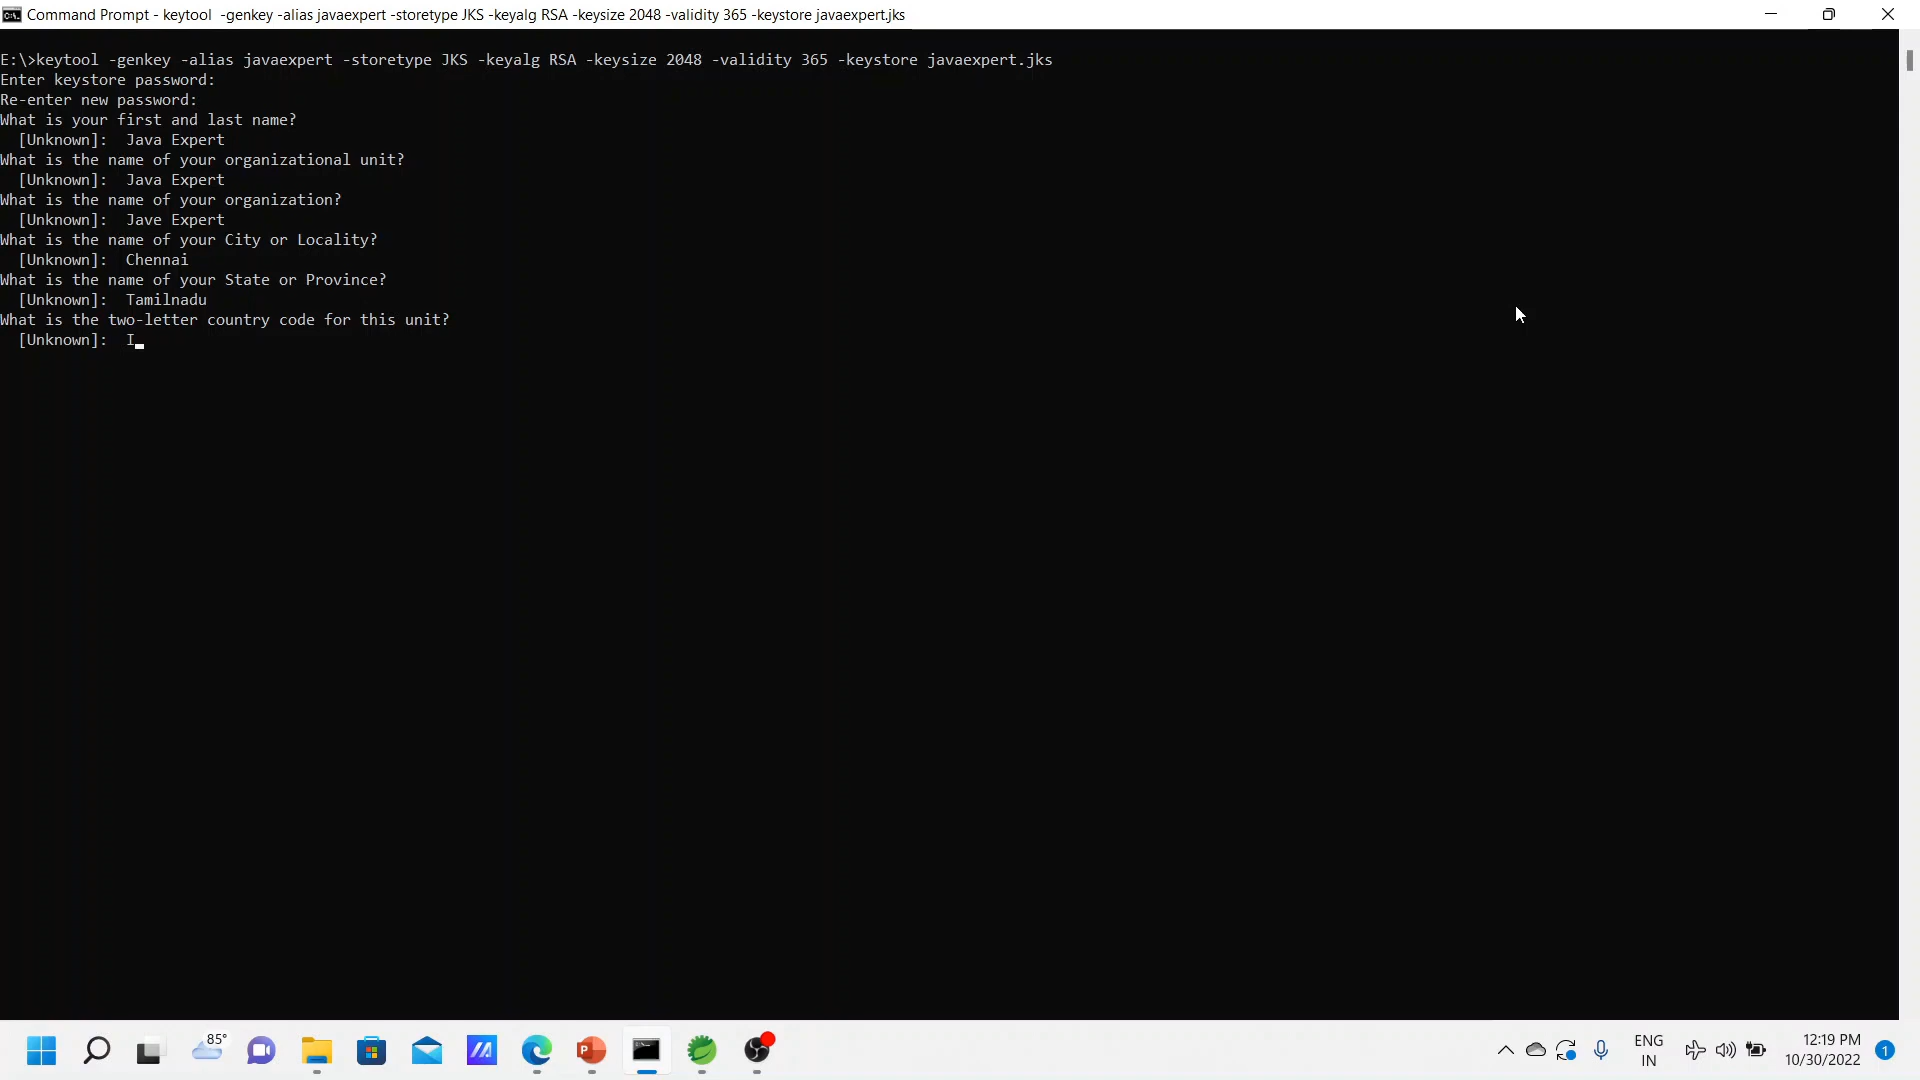 Command Prompt - keytool  -genkey -alias javaexpert -storetype JKS -keyalg RSA -keysize 2048 -validity 365 -keystore javaexpert.jks
E:\>keytool -genkey -alias javaexpert -storetype JKS -keyalg RSA -keysize 2048 -validity 365 -keystore javaexpert.jks
Enter keystore password:
Re-enter new password:
What is your first and last name?
  [Unknown]:  Java Expert
What is the name of your organizational unit?
  [Unknown]:  Java Expert
What is the name of your organization?
  [Unknown]:  Jave Expert
What is the name of your City or Locality?
  [Unknown]:  Chennai
What is the name of your State or Province?
  [Unknown]:  Tamilnadu
What is the two-letter country code for this unit?
  [Unknown]:  I
85°
ENG
IN
12:19 PM
10/30/2022
1